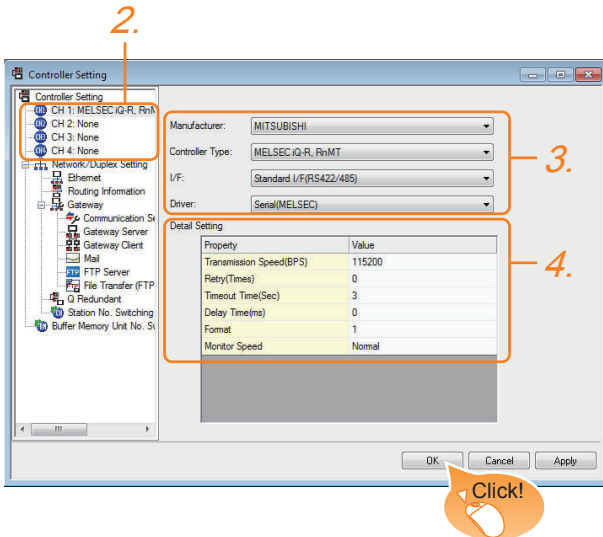 2.
Controller Setting
Controller Setting
CH 1: MELSEC iQ-R, RnM
CH 2: None
CH 3: None
CH 4: None
Network/Duplex Setting
Ethernet
Routing Information
Gateway
Communication Se
Gateway Server
Gateway Client
Mail
FTP FTP Server
File Transfer (FTP
Q Redundant
Station No. Switching
Buffer Memory Unit No. Sw
Manufacturer: MITSUBISHI
Controller Type: MELSEC iQ-R, RnMT
I/F: Standard I/F(RS422/485)
Driver: Serial(MELSEC)
3.
Detail Setting
Property Value
Transmission Speed(BPS) 115200
Retry(Times) 0
Timeout Time(Sec) 3
Delay Time(ms) 0
Format 1
Monitor Speed Normal
4.
OK Cancel Apply
Click!